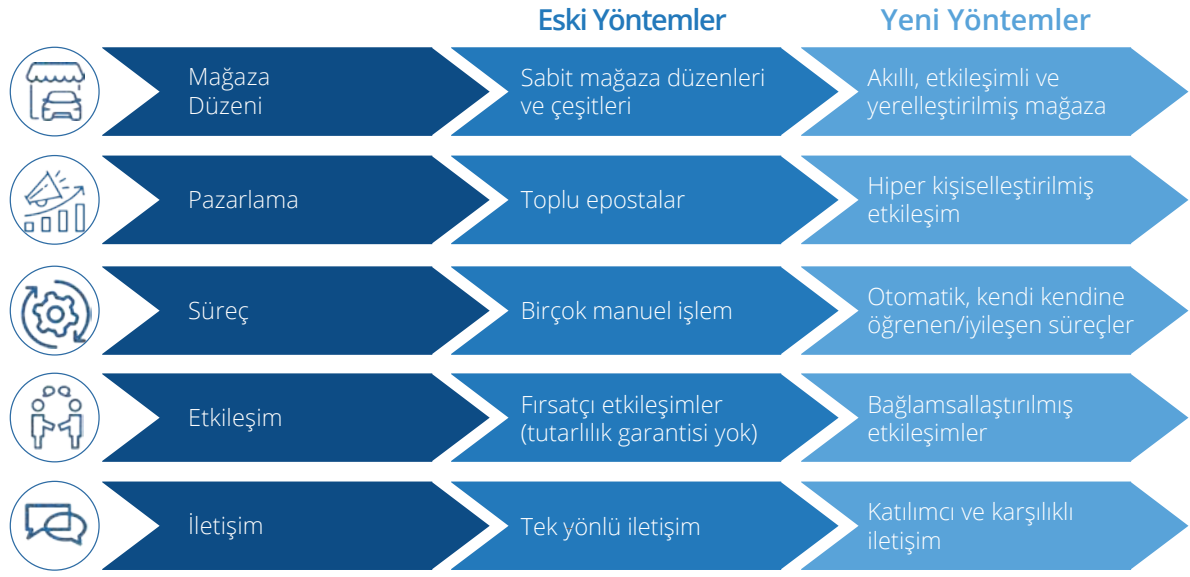 Eski Yöntemler
Yeni Yöntemler
Mağaza
Düzeni
Sabit mağaza düzenleri
ve çeşitleri
Akıllı, etkileşimli ve
yerelleştirilmiş mağaza
Pazarlama
Toplu epostalar
Hiper kişiselleştirilmiş
etkileşim
Süreç
Birçok manuel işlem
Otomatik, kendi kendine
öğrenen/iyileşen süreçler
Etkileşim
Fırsatçı etkileşimler
(tutarlılık garantisi yok)
Bağlamsallaştırılmış
etkileşimler
İletişim
Tek yönlü iletişim
Katılımcı ve karşılıklı
iletişim